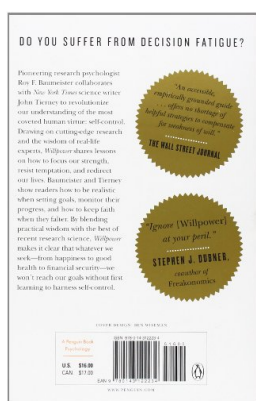 DO YOU SUFFER FROM DECISION FATIGUE?
Pioneering research psychologist
Roy F. Baumeister collaborates
with New York Times science writer
John Tierney to revolutionize
our understanding of the most
coveted human virtue: self-control.
Drawing on cutting-edge research
and the wisdom of real-life
experts, Willpower shares lessons
on how to focus our strength,
resist temptation, and redirect
our lives. Baumeister and Tierney
show readers how to be realistic
when setting goals, monitor their
progress, and how to keep faith
when they falter. By blending
practical wisdom with the best of
recent research science, Willpower
makes it clear that whatever we
seek—from happiness to good
health to financial security—we
won't reach our goals without first
learning to harness self-control.
"An accessible,
empirically grounded guide
. . . offers no shortage of
helpful strategies to compensate
for weakness of will."
THE WALL STREET JOURNAL
"Ignore [Willpower]
at your peril."
STEPHEN J. DUBNER,
coauthor of
Freakonomics
A Penguin Book
Psychology
U.S. $16.00
CAN. $17.00